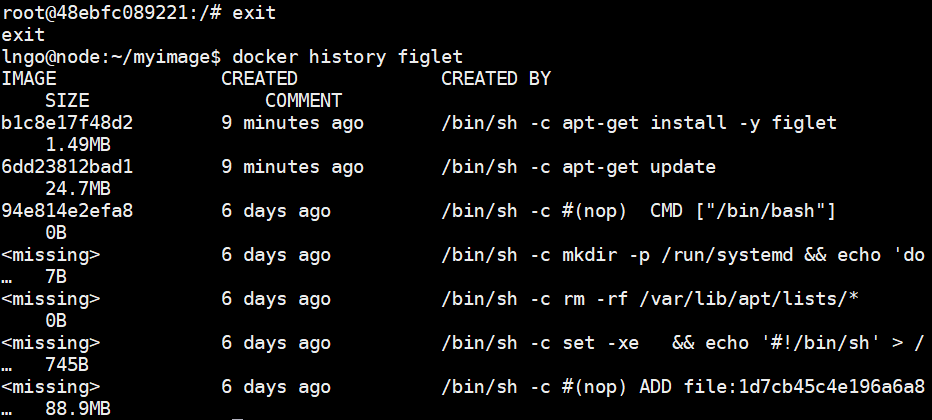 root@48ebfc089221:/# exit
exit
lngo@node:~/myimage$ docker history figlet
IMAGE               CREATED             CREATED BY
    SIZE                COMMENT
b1c8e17f48d2        9 minutes ago       /bin/sh -c apt-get install -y figlet
    1.49MB
6dd23812bad1        9 minutes ago       /bin/sh -c apt-get update
    24.7MB
94e814e2efa8        6 days ago          /bin/sh -c #(nop)  CMD ["/bin/bash"]
    0B
<missing>           6 days ago          /bin/sh -c mkdir -p /run/systemd && echo 'do
…   7B
<missing>           6 days ago          /bin/sh -c rm -rf /var/lib/apt/lists/*
    0B
<missing>           6 days ago          /bin/sh -c set -xe   && echo '#!/bin/sh' > /
…   745B
<missing>           6 days ago          /bin/sh -c #(nop) ADD file:1d7cb45c4e196a6a8
…   88.9MB